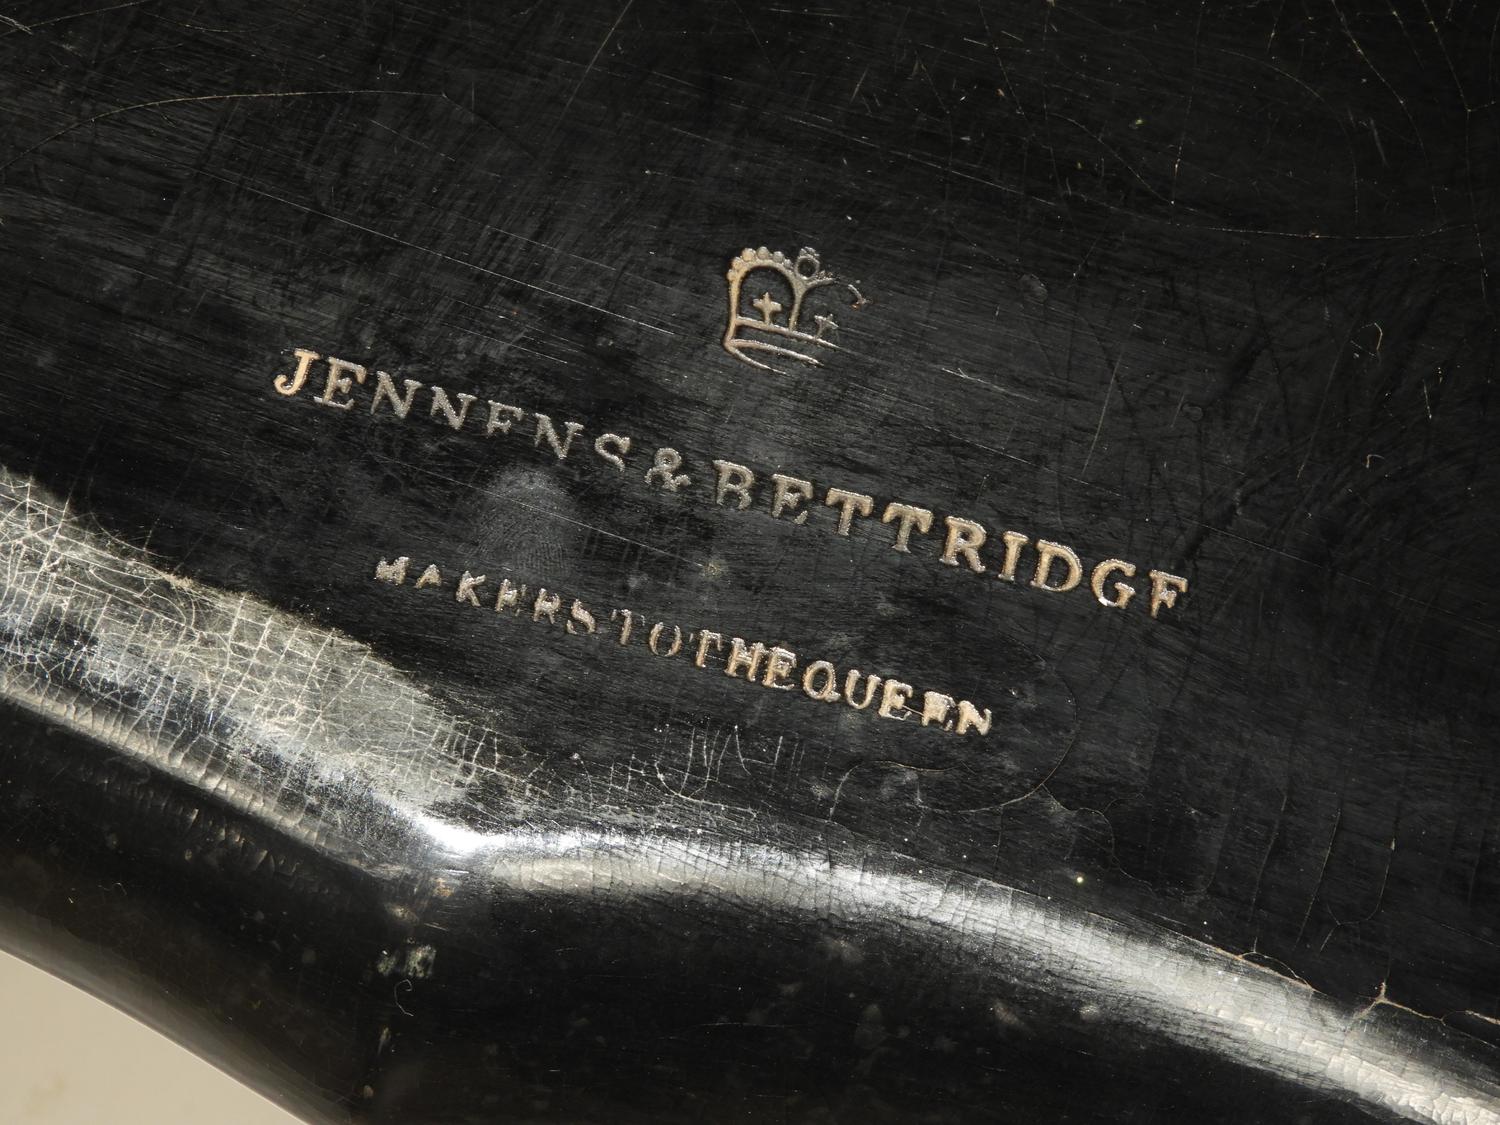 JENNENS & BETTRIDGE
MAKERS TO THE QUEEN